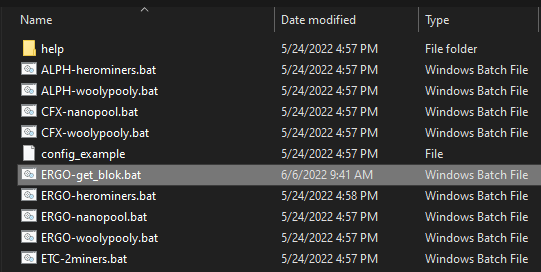 Name Date modified Type
help 5/24/2022 4:57 PM File folder
ALPH-herominers.bat 5/24/2022 4:57 PM Windows Batch File
ALPH-woolypooly.bat 5/24/2022 4:57 PM Windows Batch File
CFX-nanopool.bat 5/24/2022 4:57 PM Windows Batch File
CFX-woolypooly.bat 5/24/2022 4:57 PM Windows Batch File
config_example 5/24/2022 4:57 PM File
ERGO-get_blok.bat 6/6/2022 9:41 AM Windows Batch File
ERGO-herominers.bat 5/24/2022 4:58 PM Windows Batch File
ERGO-nanopool.bat 5/24/2022 4:57 PM Windows Batch File
ERGO-woolypooly.bat 5/24/2022 4:57 PM Windows Batch File
ETC-2miners.bat 5/24/2022 4:57 PM Windows Batch File